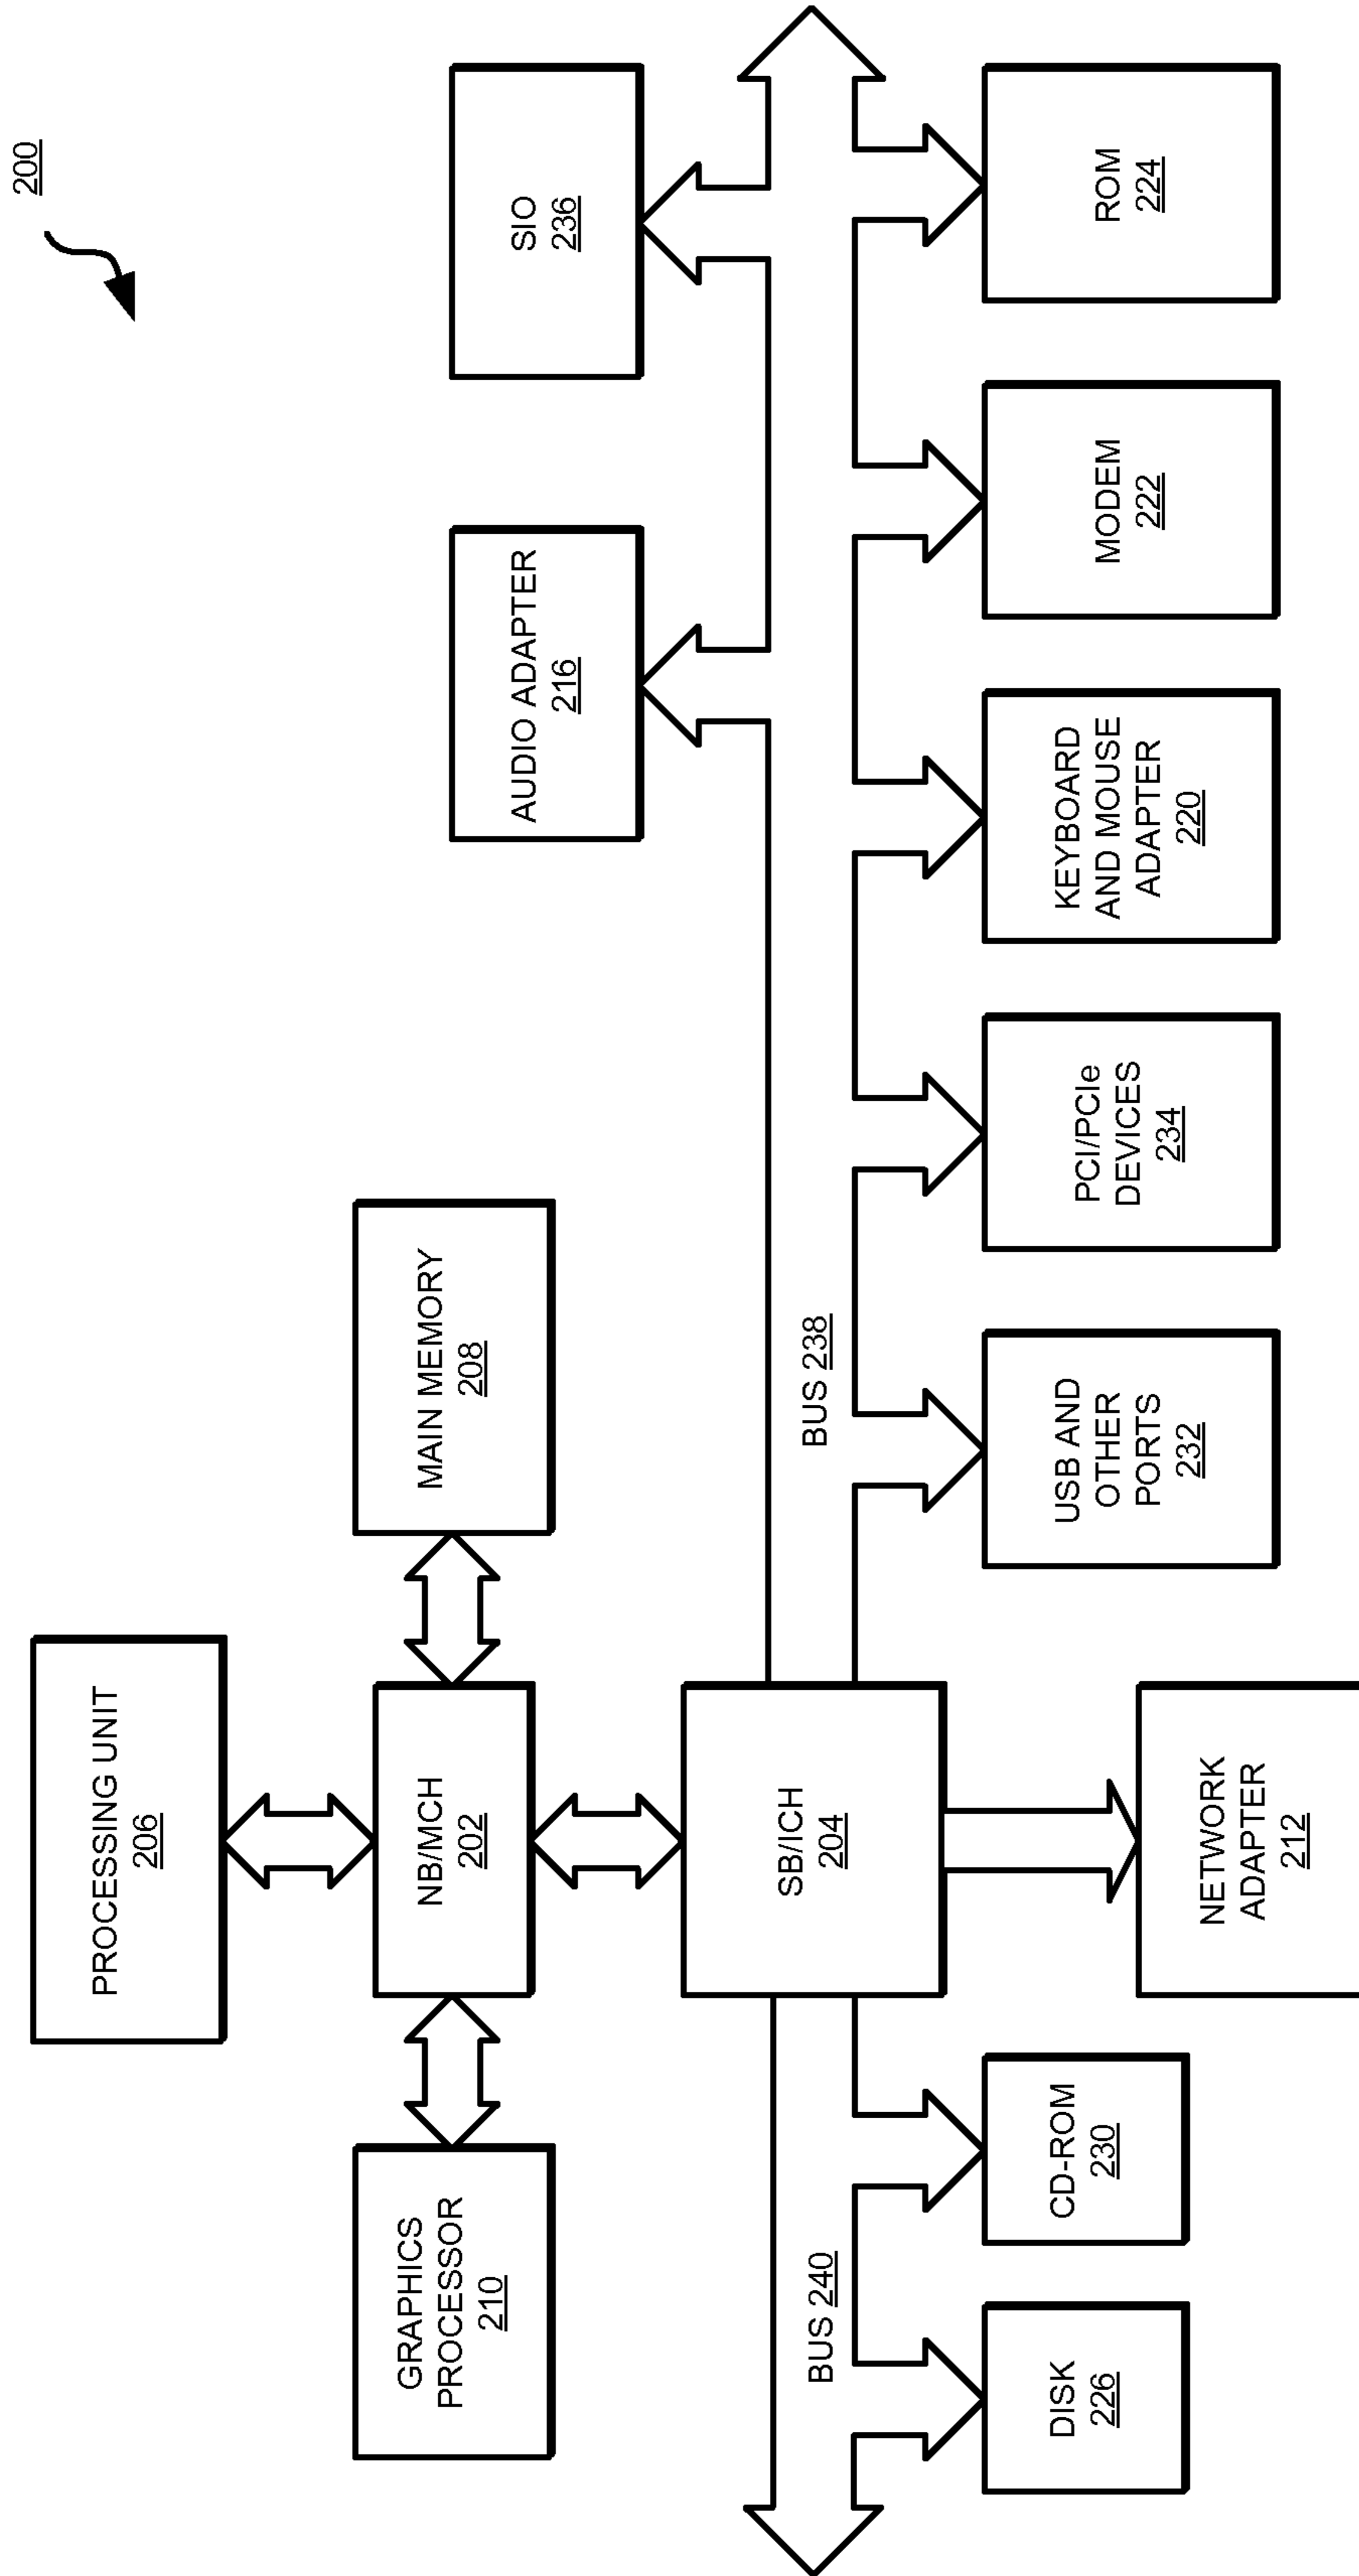 200
PROCESSING UNIT
206
GRAPHICS
PROCESSOR
210
NB/MCH
202
MAIN MEMORY
208
AUDIO ADAPTER
216
SIO
236
SB/ICH
204
BUS 240
BUS 238
DISK
226
CD-ROM
230
NETWORK
ADAPTER
212
USB AND
OTHER
PORTS
232
PCI/PCIe
DEVICES
234
KEYBOARD
AND MOUSE
ADAPTER
220
MODEM
222
ROM
224